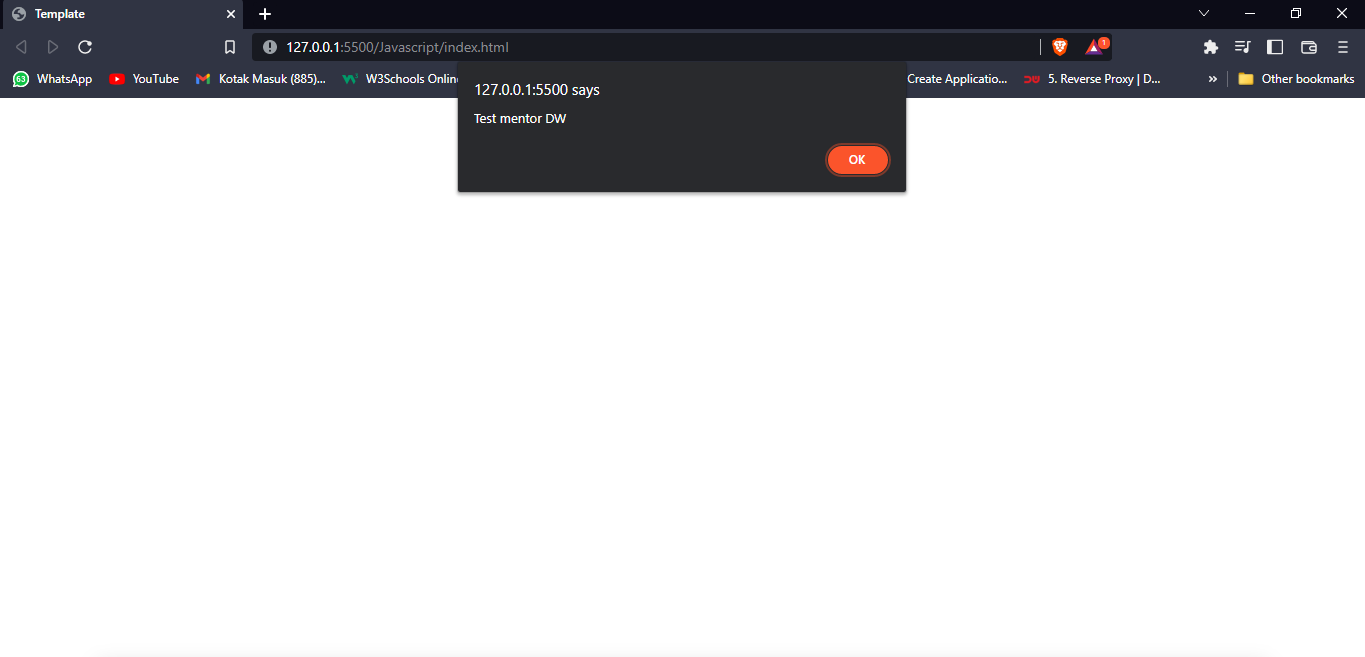 Template
127.0.0.1:5500/Javascript/index.html
1
63 WhatsApp YouTube Kotak Masuk (885)... W3Schools Onlin Create Applicatio... 5. Reverse Proxy | D... » Other bookmarks
127.0.0.1:5500 says
Test mentor DW
OK